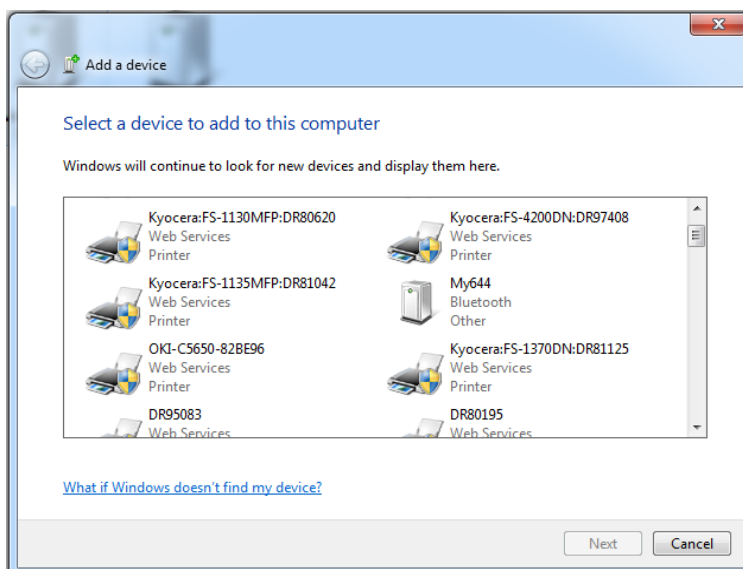 Add a device
Select a device to add to this computer
Windows will continue to look for new devices and display them here.
Kyocera:FS-1130MFP:DR80620
Web Services
Printer
Kyocera:FS-4200DN:DR97408
Web Services
Printer
Kyocera:FS-1135MFP:DR81042
Web Services
Printer
My644
Bluetooth
Other
OKI-C5650-82BE96
Web Services
Printer
Kyocera:FS-1370DN:DR81125
Web Services
Printer
DR95083
Web Services
DR80195
Web Services
What if Windows doesn't find my device?
Next
Cancel